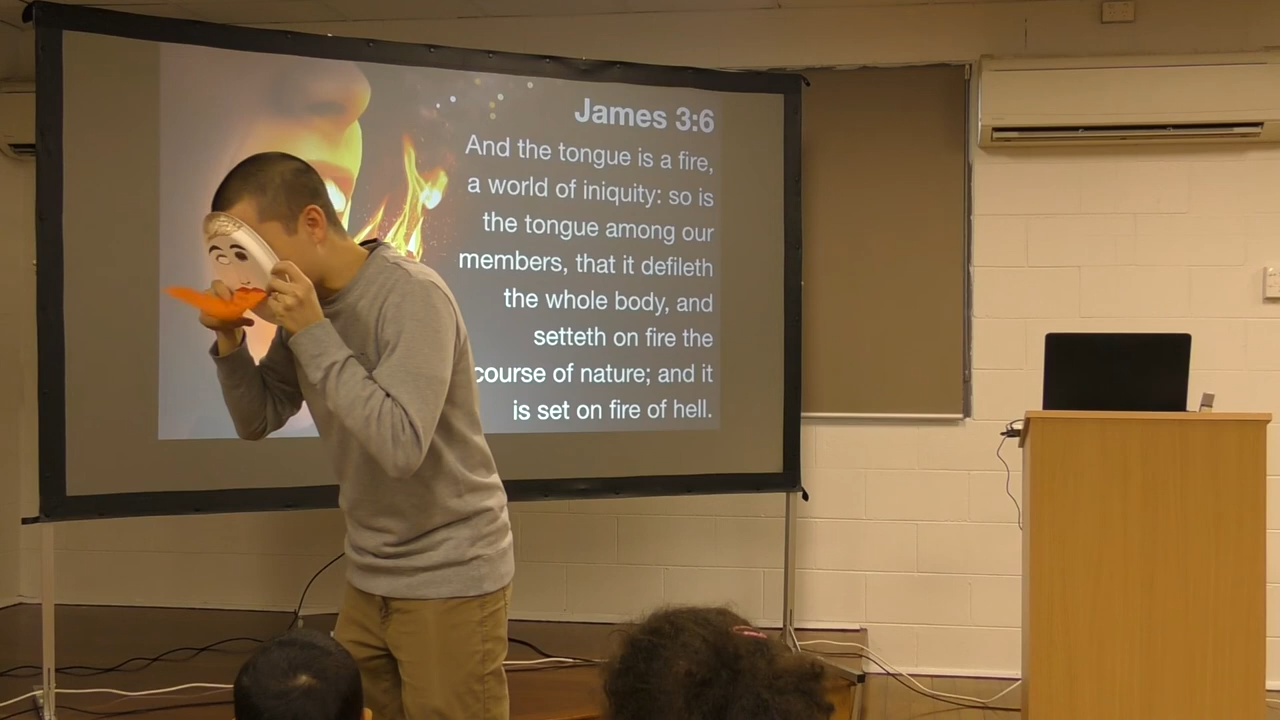 James 3:6
And the tongue is a fire,
a world of iniquity: so is
the tongue among our
members, that it defileth
the whole body, and
setteth on fire the
course of nature; and it
is set on fire of hell.